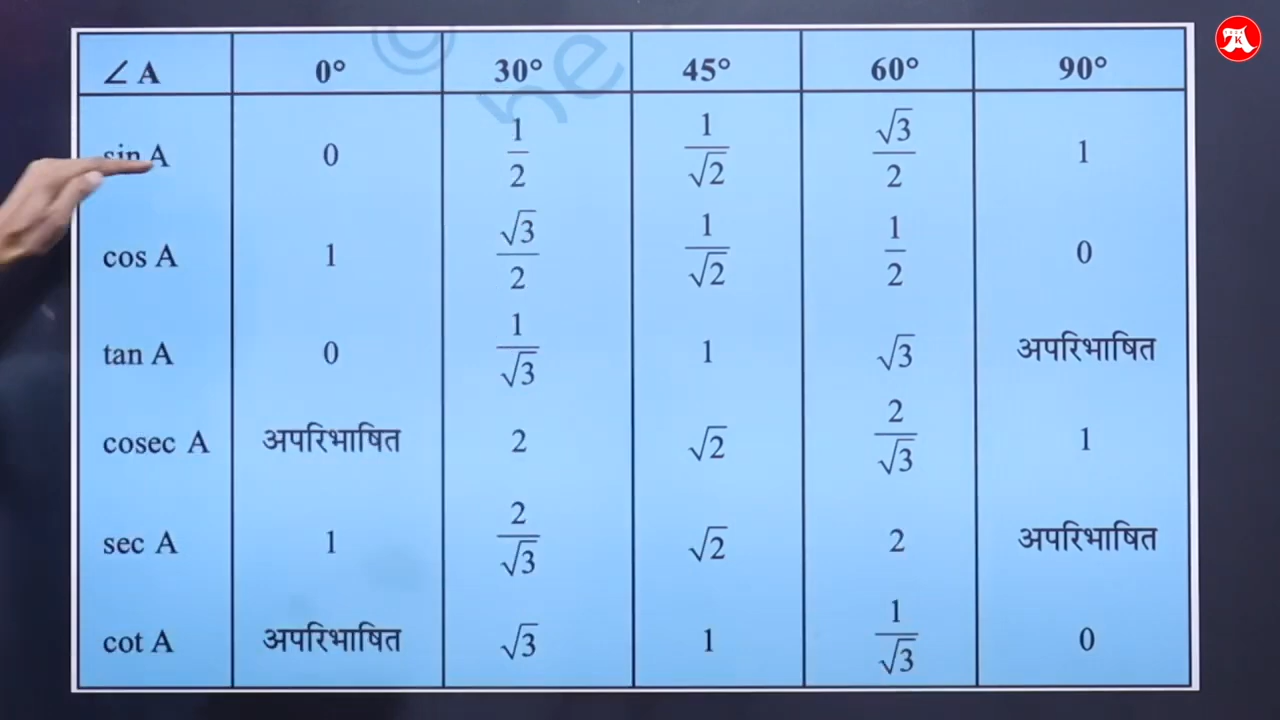 ∠A 0° 30° 45° 60° 90°
sin A 0 1/2 1/√2 √3/2 1
cos A 1 √3/2 1/√2 1/2 0
tan A 0 1/√3 1 √3 अपरिभाषित
cosec A अपरिभाषित 2 √2 2/√3 1
sec A 1 2/√3 √2 2 अपरिभाषित
cot A अपरिभाषित √3 1 1/√3 0